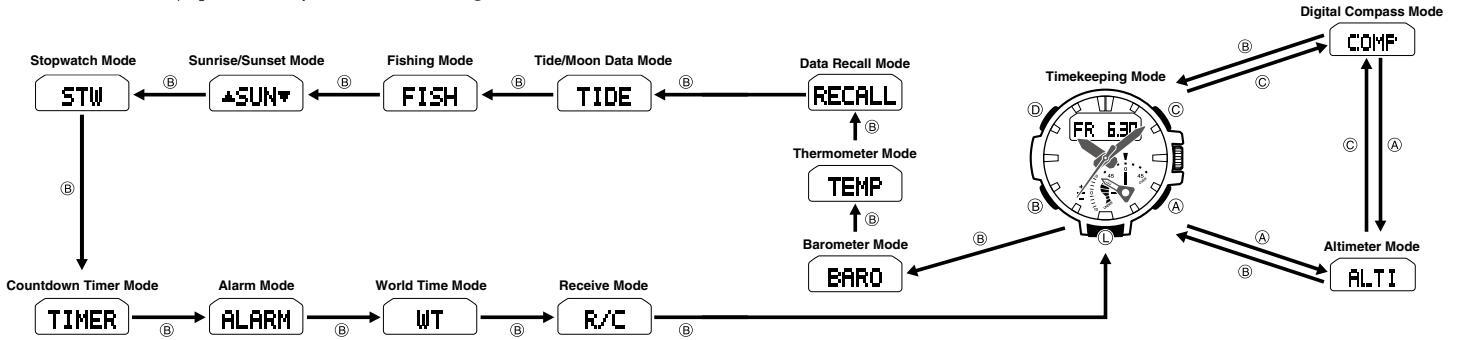 Digital Compass Mode
COMP
Stopwatch Mode
Sunrise/Sunset Mode
Fishing Mode
Tide/Moon Data Mode
Data Recall Mode
Timekeeping Mode
STW
B
▲SUN▼
B
FISH
B
TIDE
B
RECALL
B
C
D
C
FR 6.30
B
Thermometer Mode
TEMP
B
C
A
B
B
A
L
Barometer Mode
BARO
B
A
B
Altimeter Mode
ALTI
Countdown Timer Mode
Alarm Mode
World Time Mode
Receive Mode
TIMER
B
ALARM
B
WT
B
R/C
B